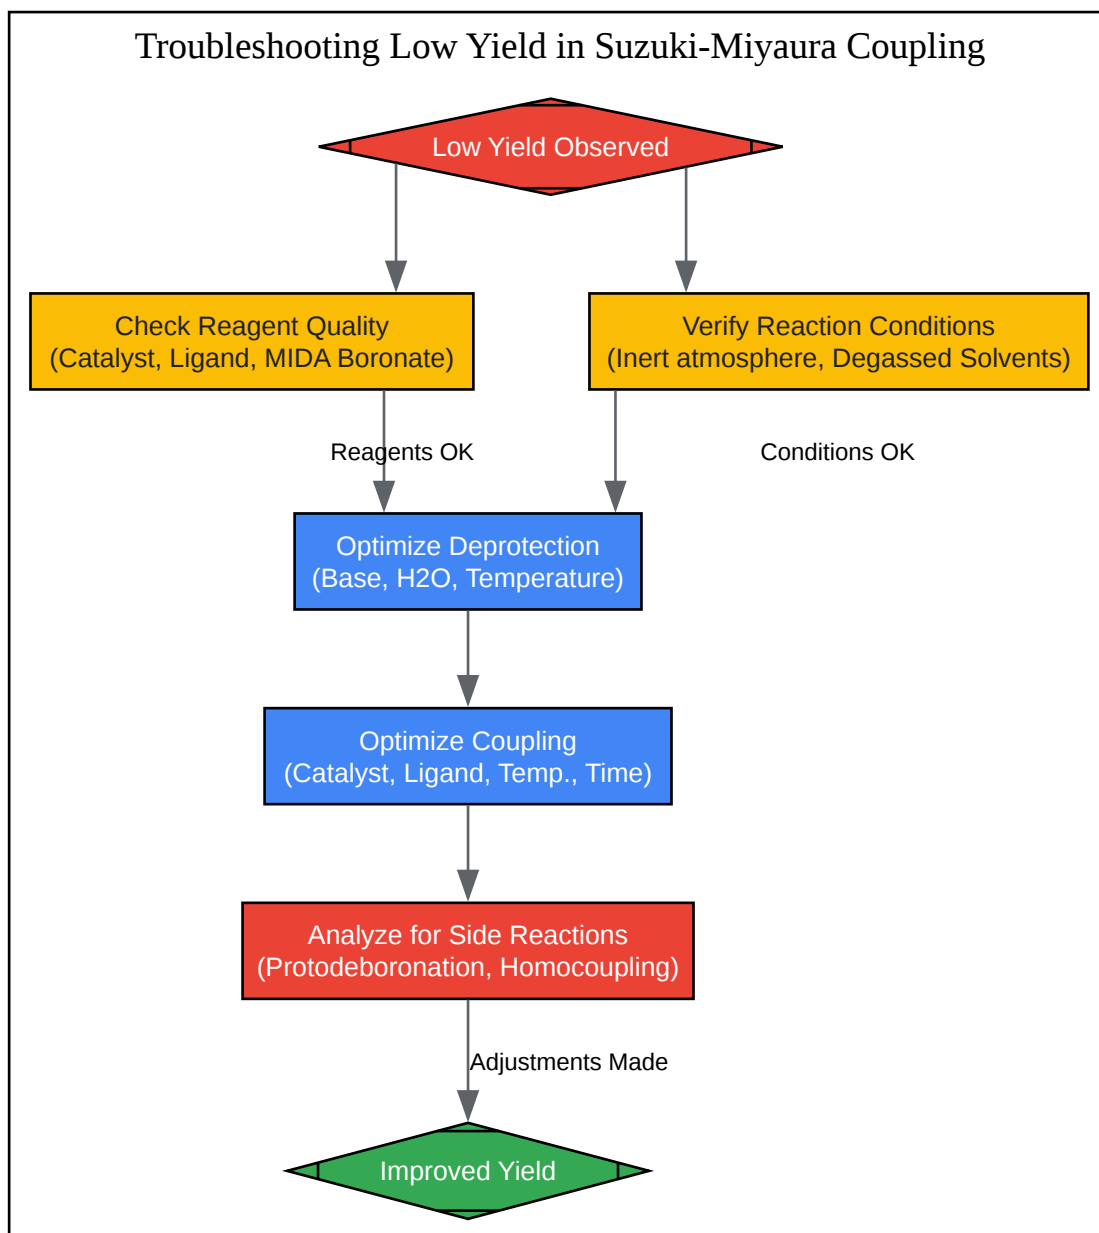 Troubleshooting Low Yield in Suzuki-Miyaura Coupling
Low Yield Observed
Check Reagent Quality
(Catalyst, Ligand, MIDA Boronate)
Verify Reaction Conditions
(Inert atmosphere, Degassed Solvents)
Reagents OK
Conditions OK
Optimize Deprotection
(Base, H2O, Temperature)
Optimize Coupling
(Catalyst, Ligand, Temp., Time)
Analyze for Side Reactions
(Protodeboronation, Homocoupling)
Adjustments Made
Improved Yield